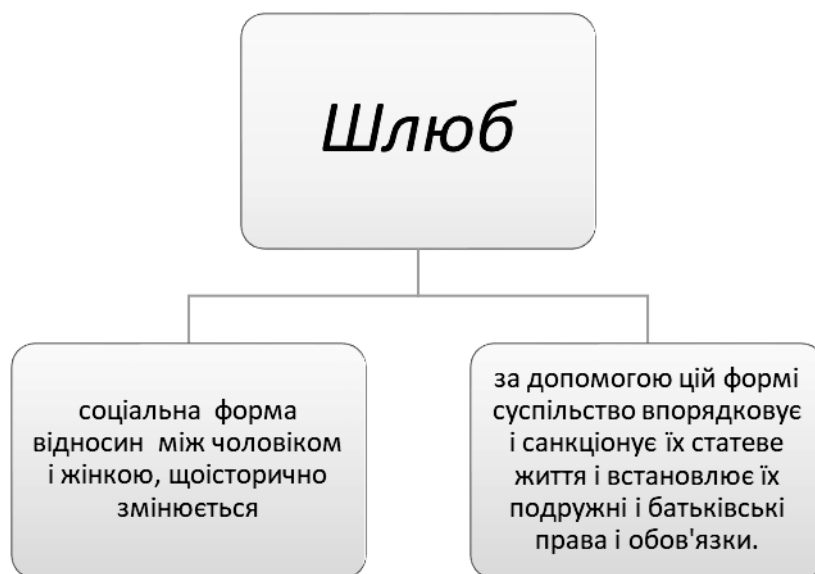 Шлюб
соціальна форма
відносин між чоловіком
і жінкою, щоісторично
змінюється
за допомогою цій формі
суспільство впорядковує
і санкціонує їх статеве
життя і встановлює їх
подружні і батьківські
права і обов'язки.